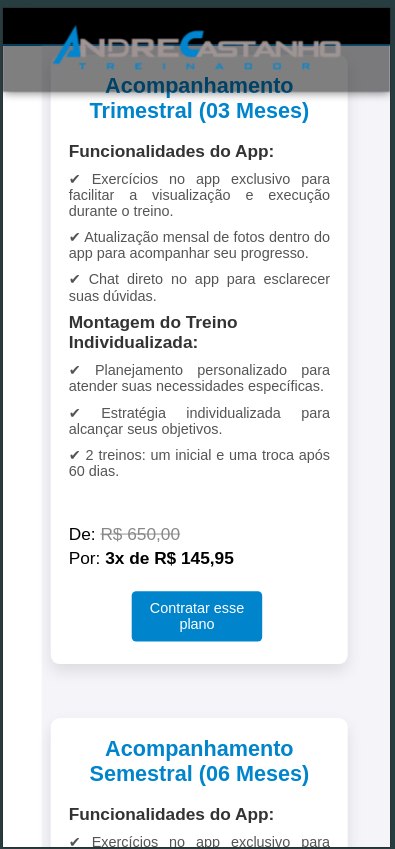 ANDRECASTANHO
TREINADOR
Acompanhamento
Trimestral (03 Meses)
Funcionalidades do App:
✔ Exercícios no app exclusivo para
facilitar a visualização e execução
durante o treino.
✔ Atualização mensal de fotos dentro do
app para acompanhar seu progresso.
✔ Chat direto no app para esclarecer
suas dúvidas.
Montagem do Treino
Individualizada:
✔ Planejamento personalizado para
atender suas necessidades específicas.
✔ Estratégia individualizada para
alcançar seus objetivos.
✔ 2 treinos: um inicial e uma troca após
60 dias.
De: R$ 650,00
Por: 3x de R$ 145,95
Contratar esse
plano
Acompanhamento
Semestral (06 Meses)
Funcionalidades do App:
✔ Exercícios no app exclusivo para